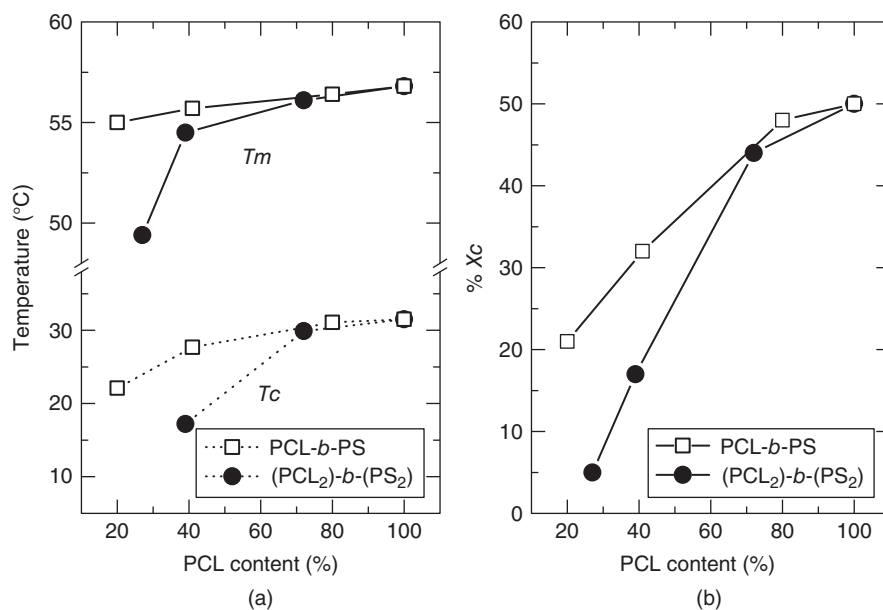 Temperature (°C)
55
50
30
20
10
Tm
Tc
PCL-b-PS
(PCL₂)-b-(PS₂)
20 40 60 80 100
PCL content (%)
(a)
% Xc
60
50
40
30
20
10
0
PCL-b-PS
(PCL₂)-b-(PS₂)
20 40 60 80 100
PCL content (%)
(b)